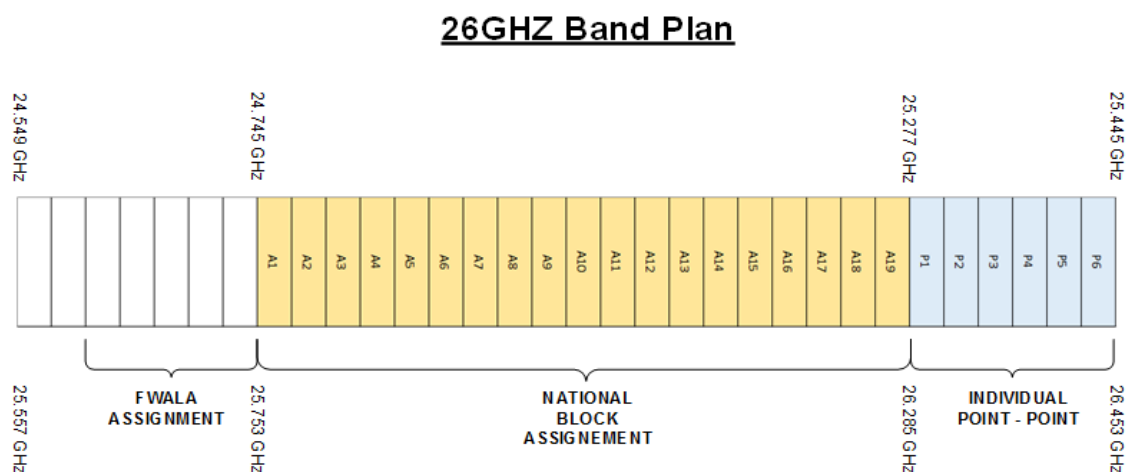 26GHZ Band Plan
24.549 GHz
24.745 GHz
25.277 GHz
25.445 GHz
A1
A2
A3
A4
A5
A6
A7
A8
A9
A10
A11
A12
A13
A14
A15
A16
A17
A18
A19
P1
P2
P3
P4
P5
P6
25.557 GHz
FWALA
ASSIGNMENT
25.753 GHz
NATIONAL
BLOCK
ASSIGNEMENT
26.285 GHz
INDIVIDUAL
POINT - POINT
26.453 GHz